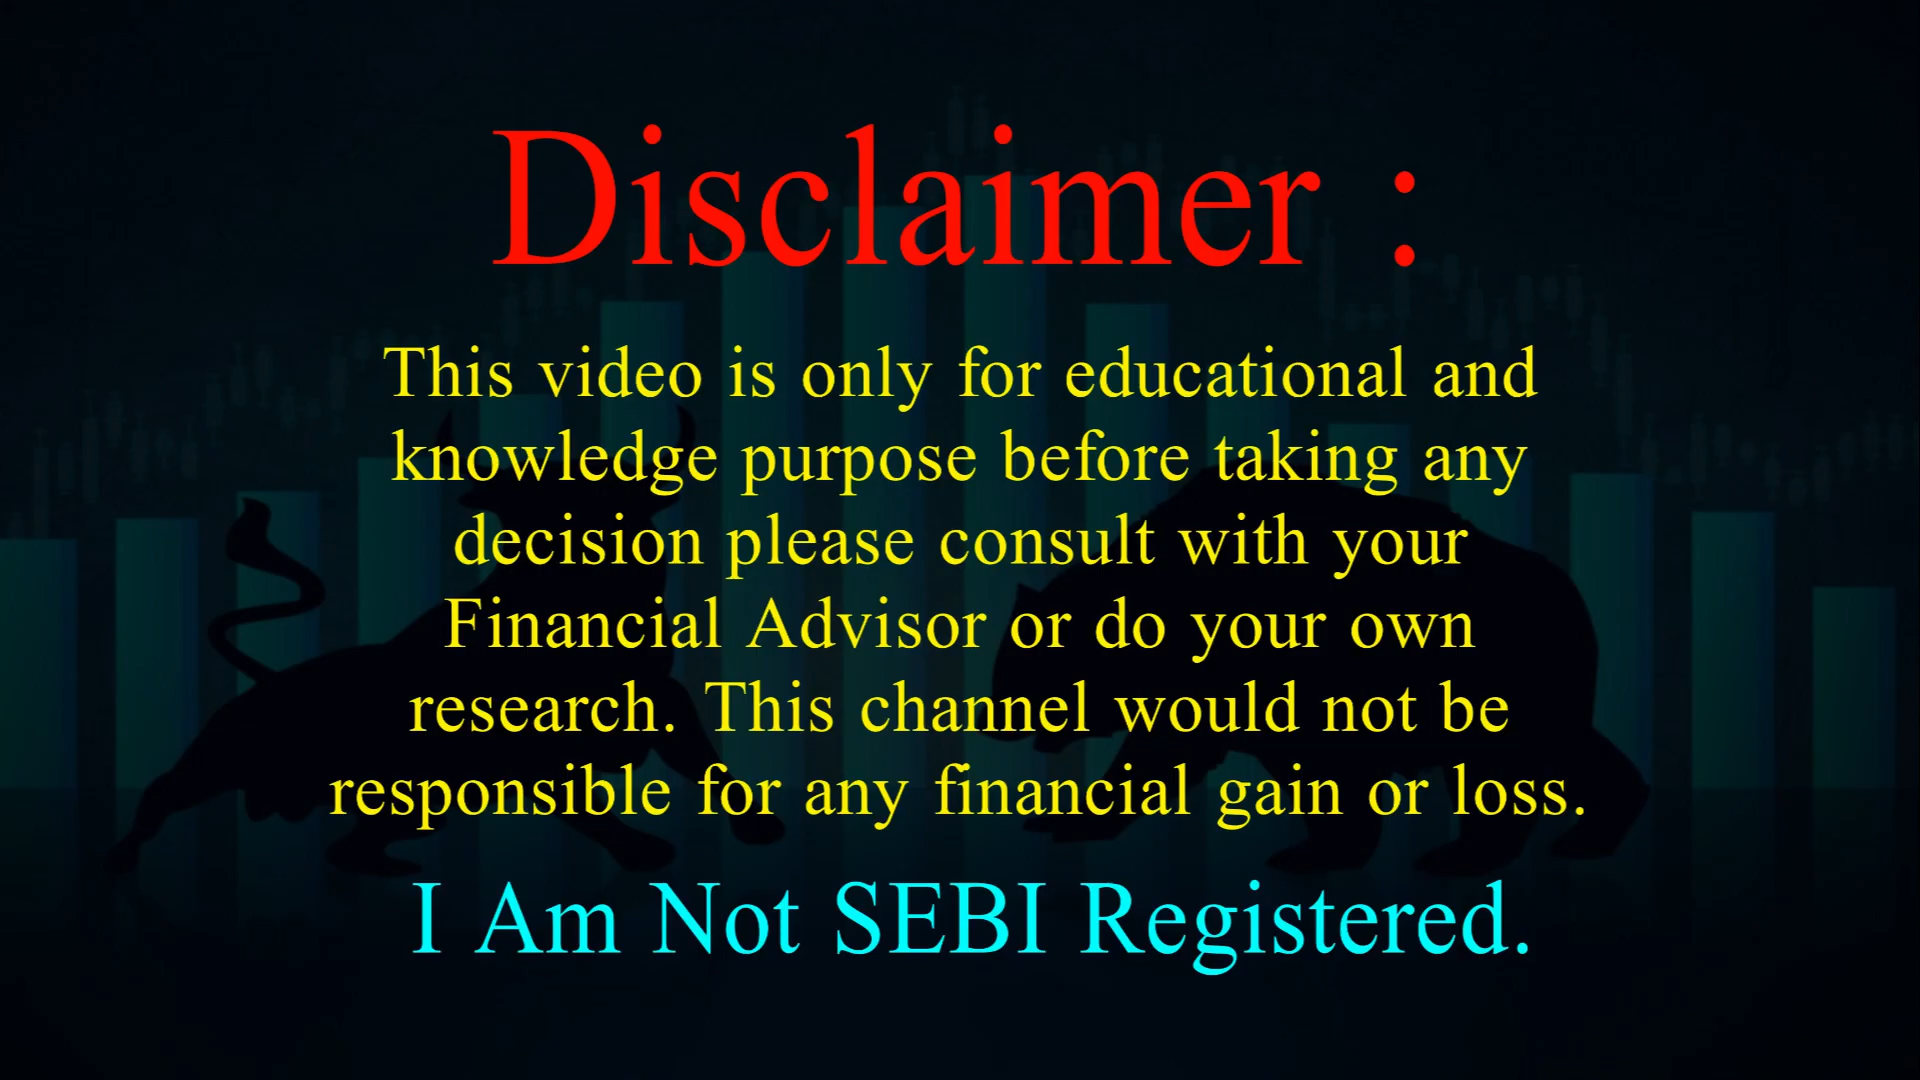 Disclaimer :
This video is only for educational and
knowledge purpose before taking any
decision please consult with your
Financial Advisor or do your own
research. This channel would not be
responsible for any financial gain or loss.
I Am Not SEBI Registered.